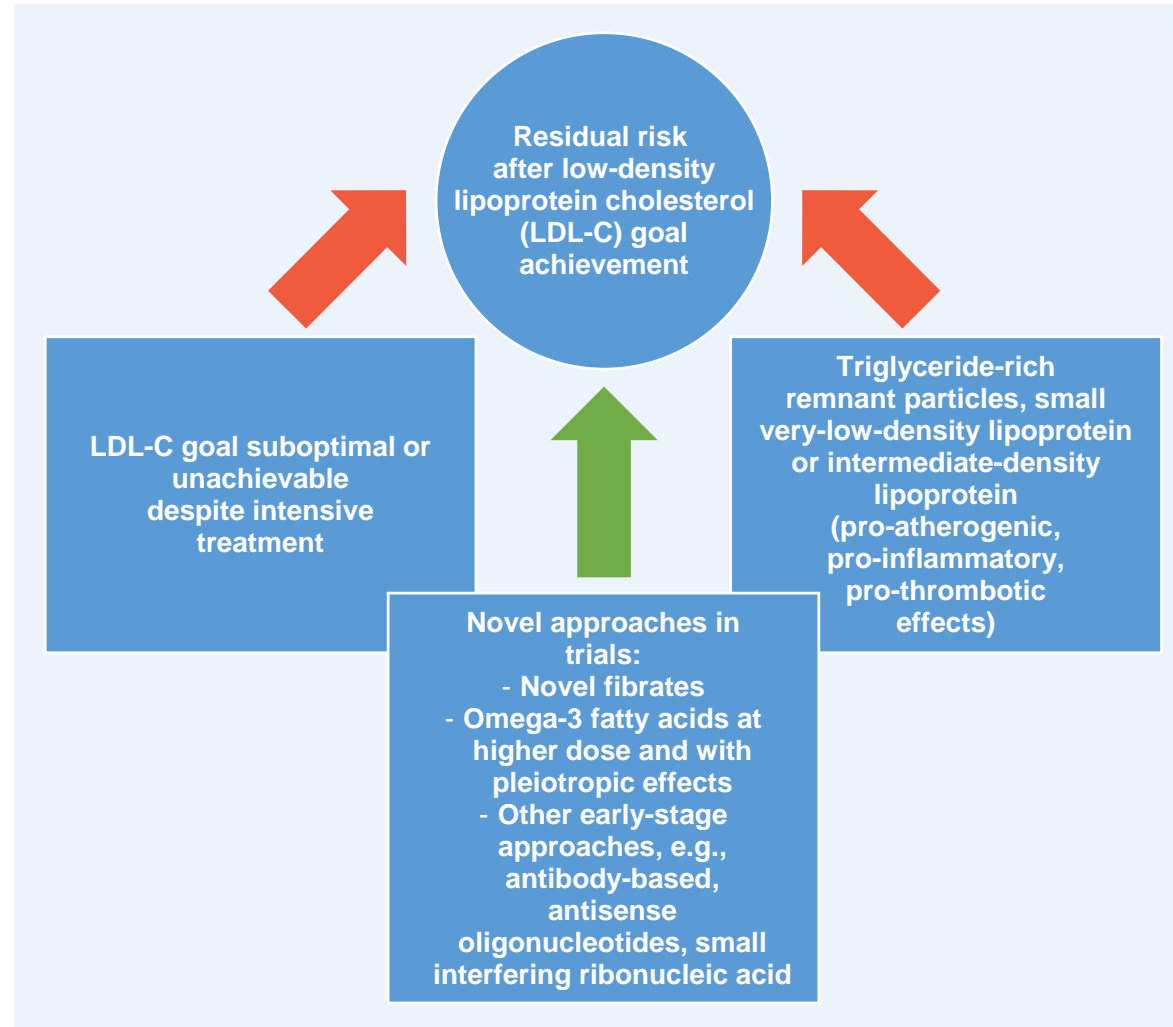 Residual risk
after low-density
lipoprotein cholesterol
(LDL-C) goal
achievement
LDL-C goal suboptimal or
unachievable
despite intensive
treatment
Triglyceride-rich
remnant particles, small
very-low-density lipoprotein
or intermediate-density
lipoprotein
(pro-atherogenic,
pro-inflammatory,
pro-thrombotic
effects)
Novel approaches in
trials:
- Novel fibrates
- Omega-3 fatty acids at
higher dose and with
pleiotropic effects
- Other early-stage
approaches, e.g.,
antibody-based,
antisense
oligonucleotides, small
interfering ribonucleic acid